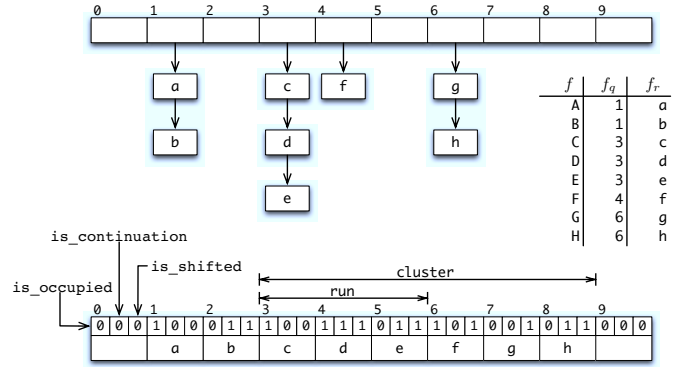 0 1 2 3 4 5 6 7 8 9
a c f g
b d h
e
f f_q f_r
A 1 a
B 1 b
C 3 c
D 3 d
E 3 e
F 4 f
G 6 g
H 6 h
is_continuation
is_shifted
is_occupied
cluster
run
0 1 2 3 4 5 6 7 8 9
0 0 0 1 0 0 0 1 1 1 0 0 1 1 1 0 1 1 1 0 1 0 0 1 0 1 1 0 0 0
a b c d e f g h